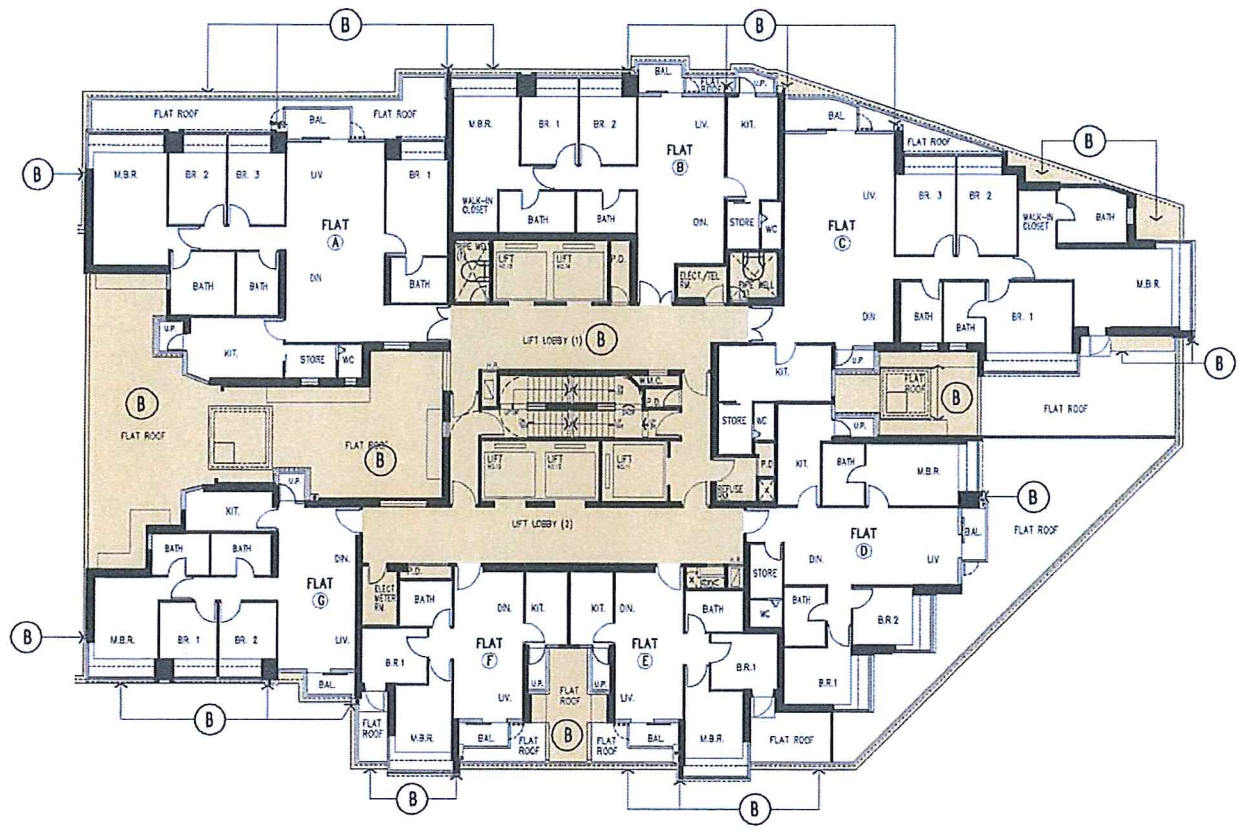 B
B
BAL.
FLAT
ROOF
U.P.
FLAT ROOF
BAL.
FLAT ROOF
M.B.R.
BR. 1
BR. 2
LIV.
KIT.
BAL.
FLAT
B
FLAT ROOF
B
B
M.B.R.
BR. 2
BR. 3
LIV.
BR. 1
FLAT
A
DIN
BATH
BATH
BATH
WALK-IN
CLOSET
BATH
BATH
DIN.
STORE
WC
LIV.
FLAT
C
BR. 3
BR. 2
WALK-IN
CLOSET
BATH
M.B.R.
LIFT
LIFT
P.D.
ELECT./TEL
RM.
PIPE WELL
DIN
BATH
BATH
BR. 1
U.P.
KIT.
STORE
WC
LIFT LOBBY (1)
B
H.R.
W.M.C.
P.D.
KIT.
U.P.
FLAT
ROOF
B
B
FLAT ROOF
B
FLAT ROOF
FLAT ROOF
B
U.P.
STORE
WC
U.P.
KIT.
BATH
M.B.R.
P.D
LIFT
LIFT
LIFT
REFUSE
B
FLAT ROOF
KIT.
LIFT LOBBY (2)
H.R.
FLAT
D
DIN.
LIV
BAL.
BATH
BATH
DIN.
FLAT
G
STORE
WC
BATH
B.R.2
B.R.1
B
M.B.R.
BR. 1
BR. 2
LIV.
BAL.
P.D.
ELECT
METER
RM.
BATH
DIN.
KIT.
KIT.
DIN.
BATH
FLAT
F
FLAT
E
B.R.1
B.R.1
U.P.
U.P.
FLAT
ROOF
LIV.
LIV.
B
FLAT
ROOF
M.B.R.
BAL.
FLAT
ROOF
B
FLAT
ROOF
BAL.
M.B.R.
FLAT ROOF
B
B